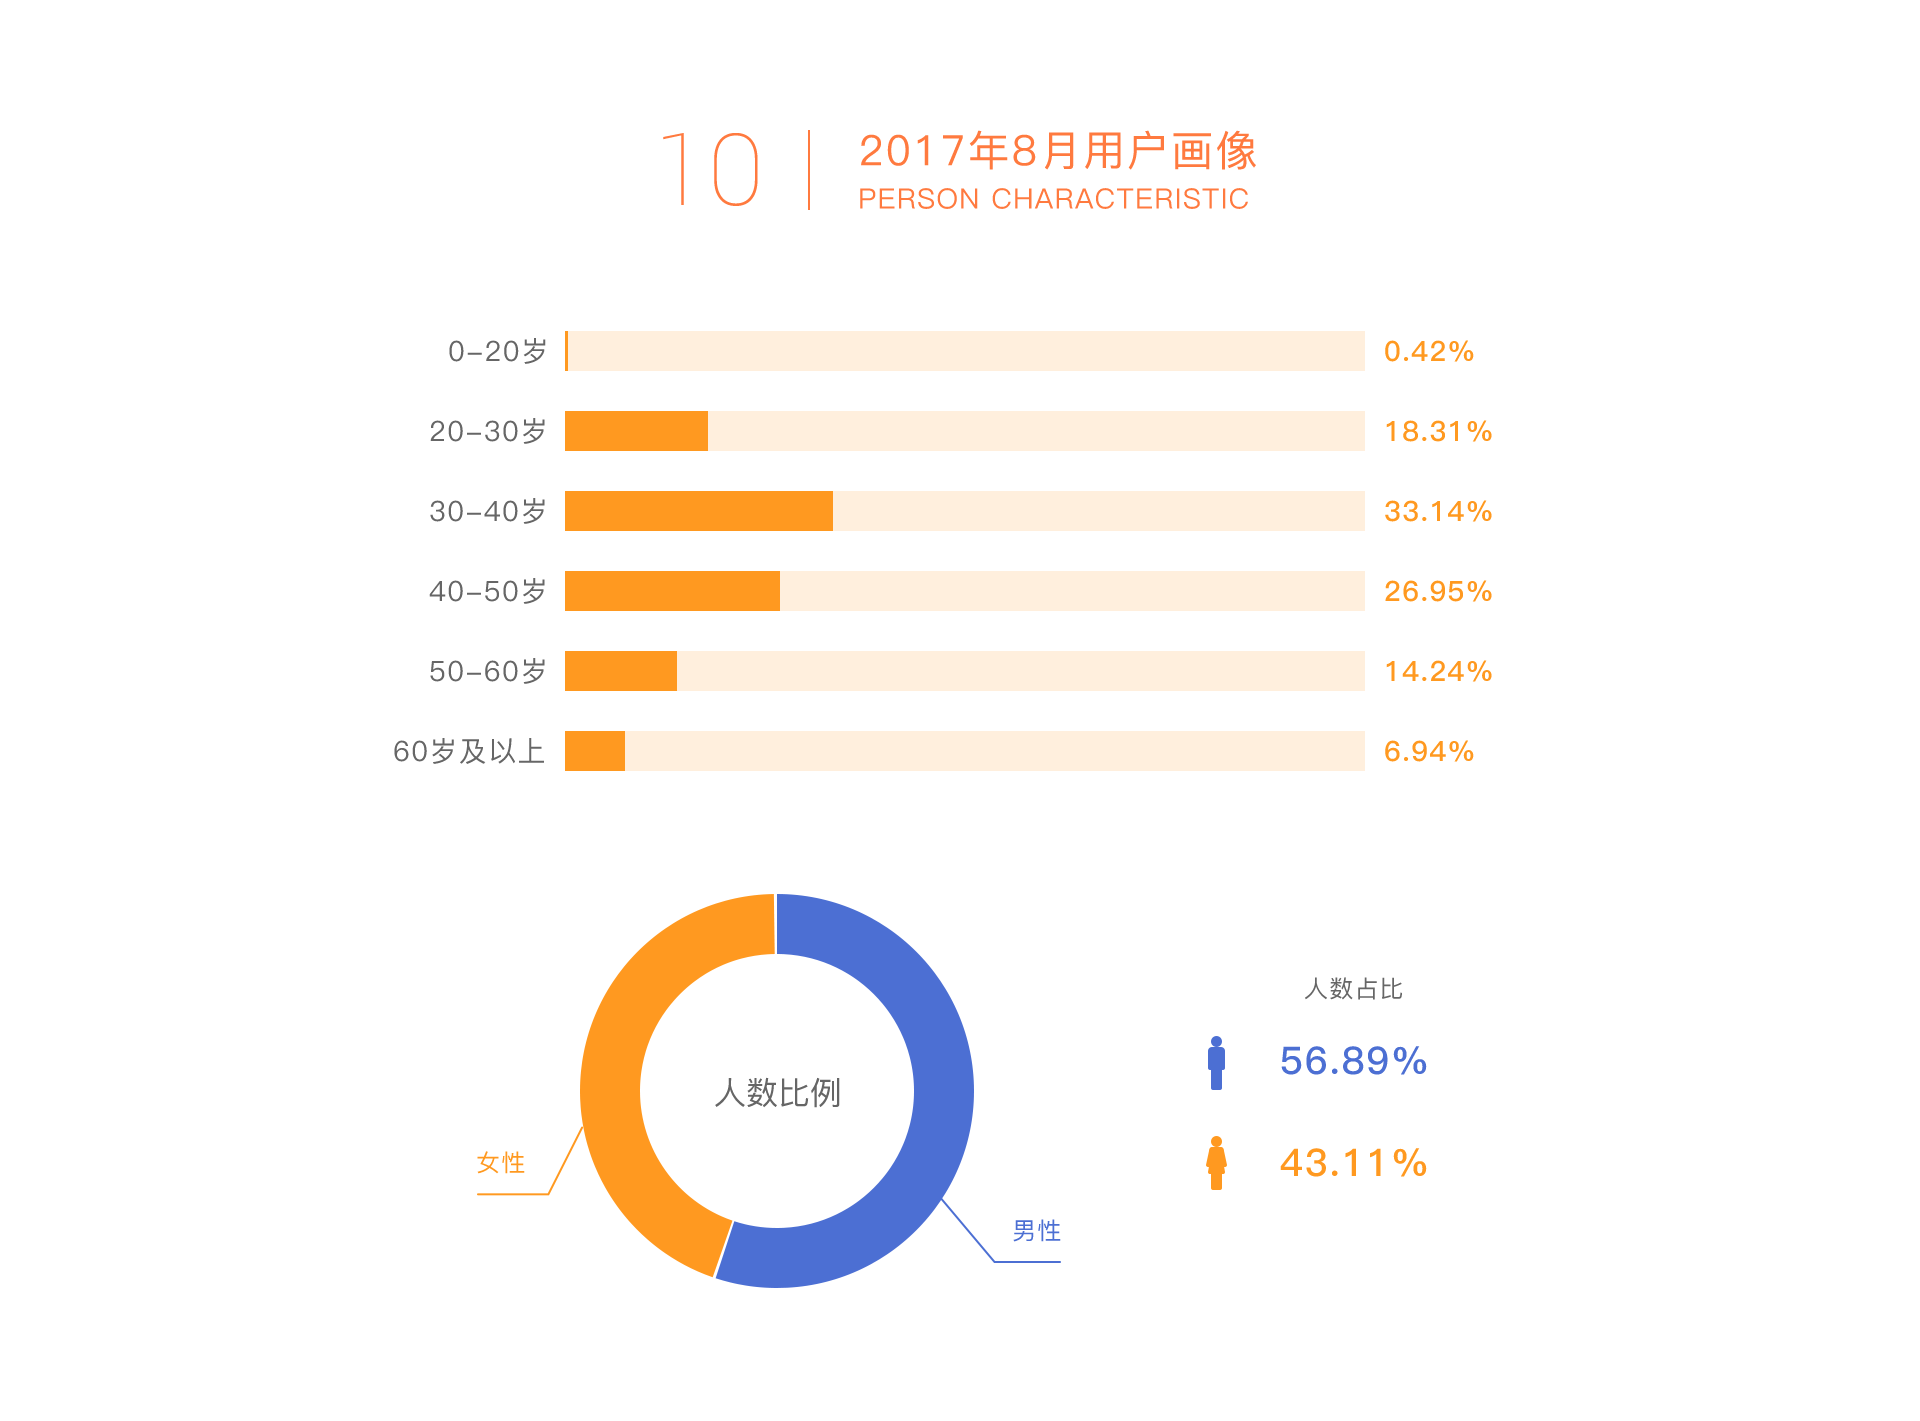 10
2017年8月用户画像
PERSON CHARACTERISTIC
0-20岁 0.42%
20-30岁 18.31%
30-40岁 33.14%
40-50岁 26.95%
50-60岁 14.24%
60岁及以上 6.94%
人数占比
56.89%
人数比例
女性
43.11%
男性